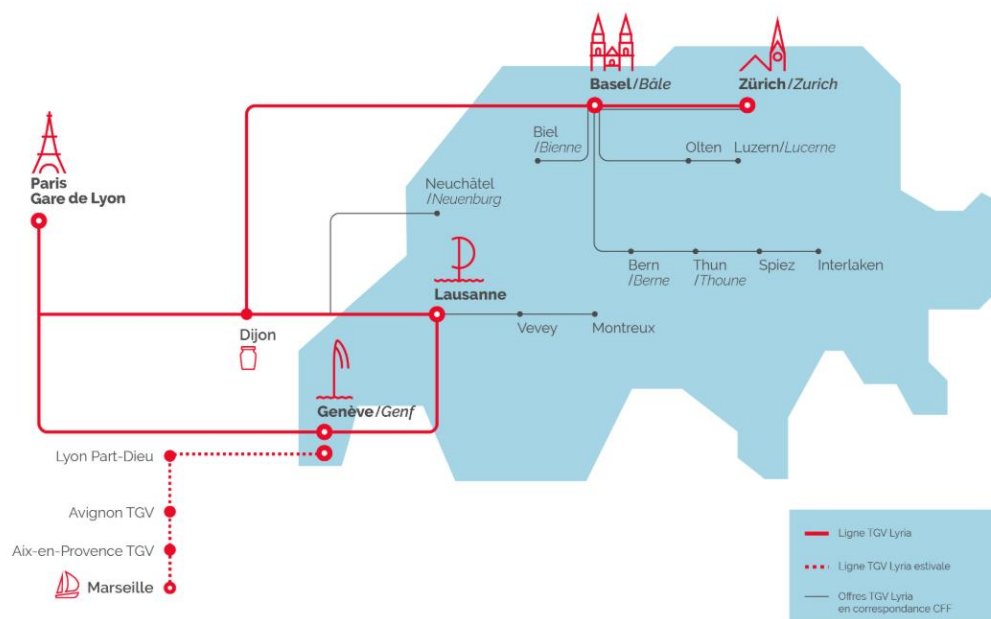 Basel/Bâle
Zürich/Zurich
Biel
/Bienne
Olten
Luzern/Lucerne
Paris
Gare de Lyon
Neuchâtel
/Neuenburg
Bern
/Berne
Thun
/Thoune
Spiez
Interlaken
Lausanne
Dijon
Vevey
Montreux
Genève/Genf
Lyon Part-Dieu
Avignon TGV
Aix-en-Provence TGV
Marseille
Ligne TGV Lyria
Ligne TGV Lyria estivale
Offres TGV Lyria
en correspondance CFF